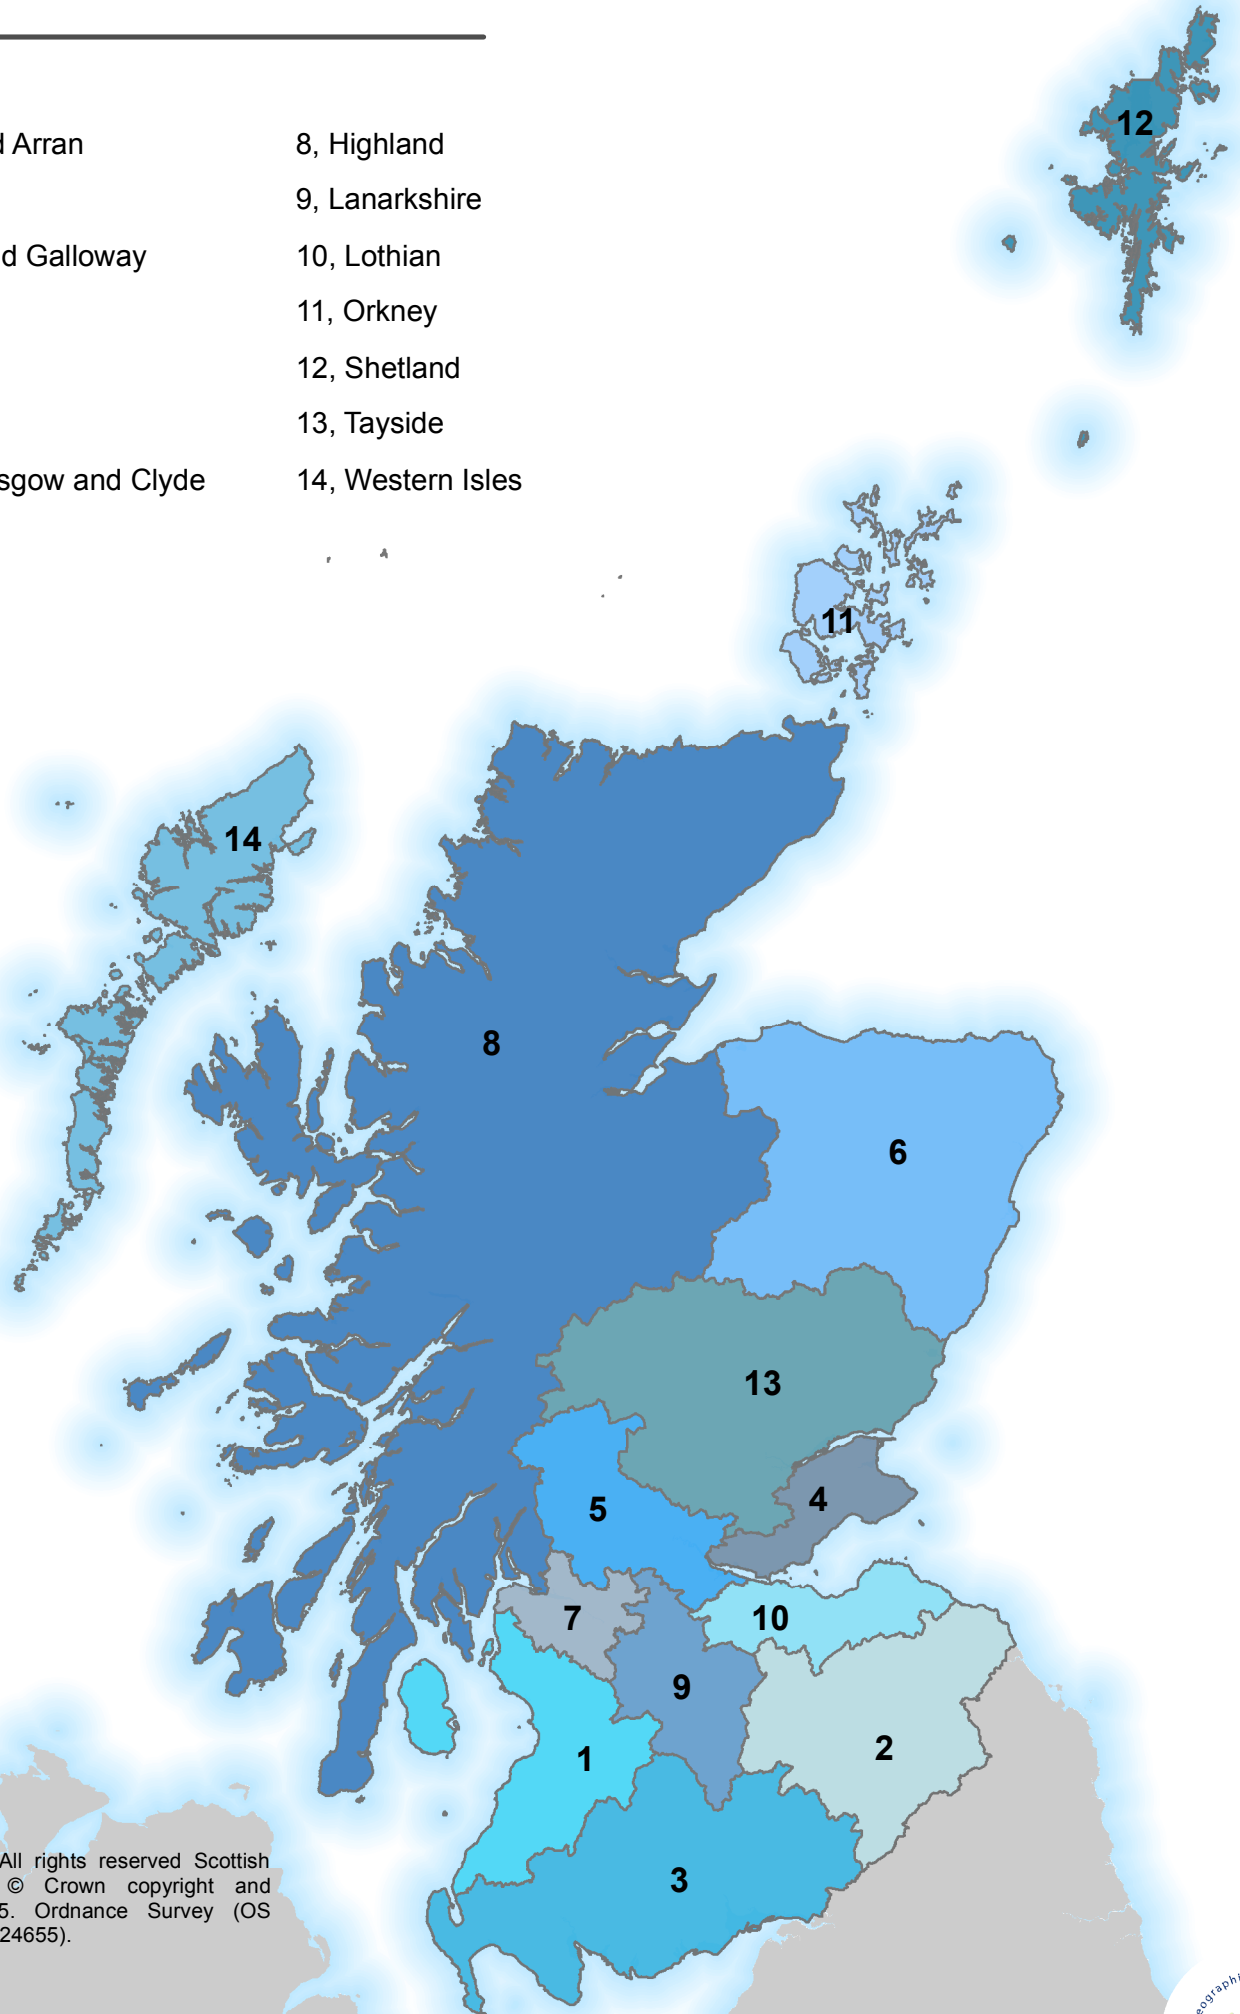 d Arran
d Galloway
sgow and Clyde
8, Highland
9, Lanarkshire
10, Lothian
11, Orkney
12, Shetland
13, Tayside
14, Western Isles
12
11
14
8
6
13
4
5
7
10
9
2
1
3
All rights reserved Scottish
© Crown copyright and
5. Ordnance Survey (OS
24655).
ographi